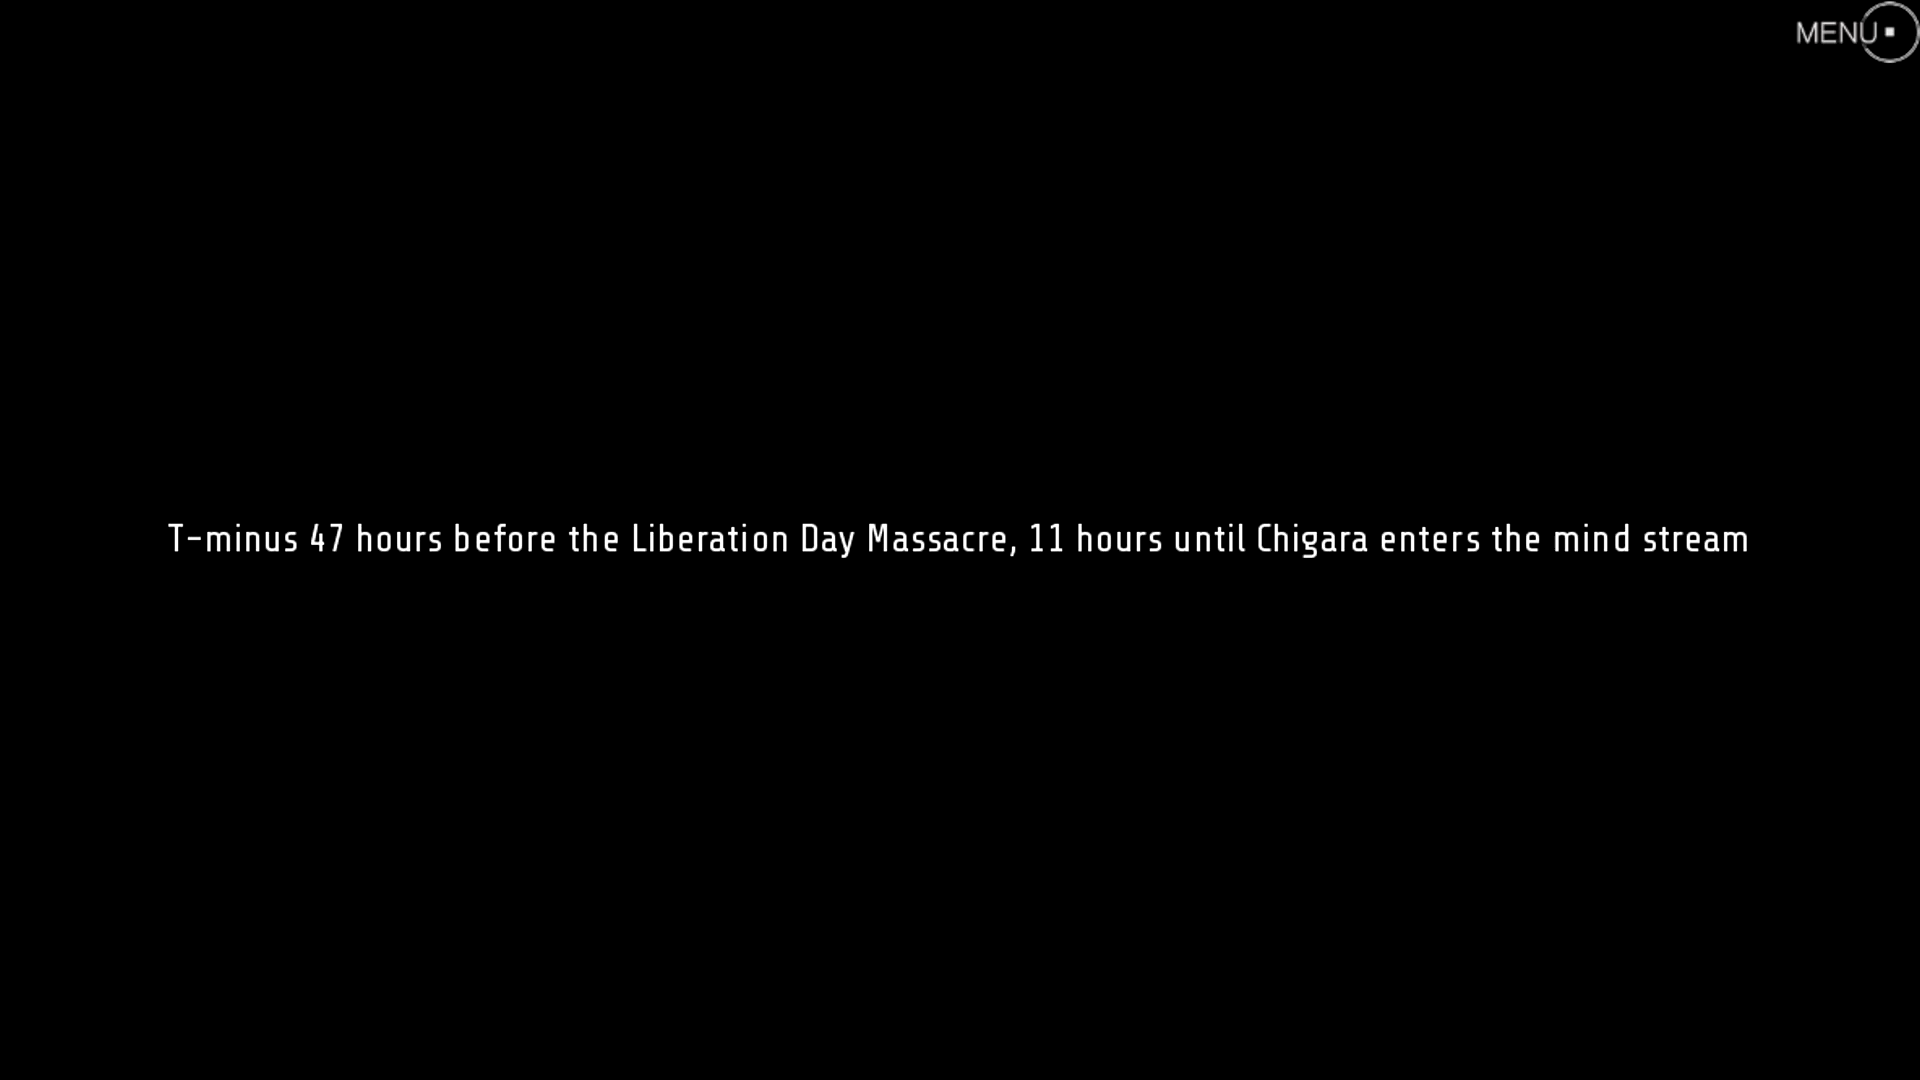 MENU
T-minus 47 hours before the Liberation Day Massacre, 11 hours until Chigara enters the mind stream